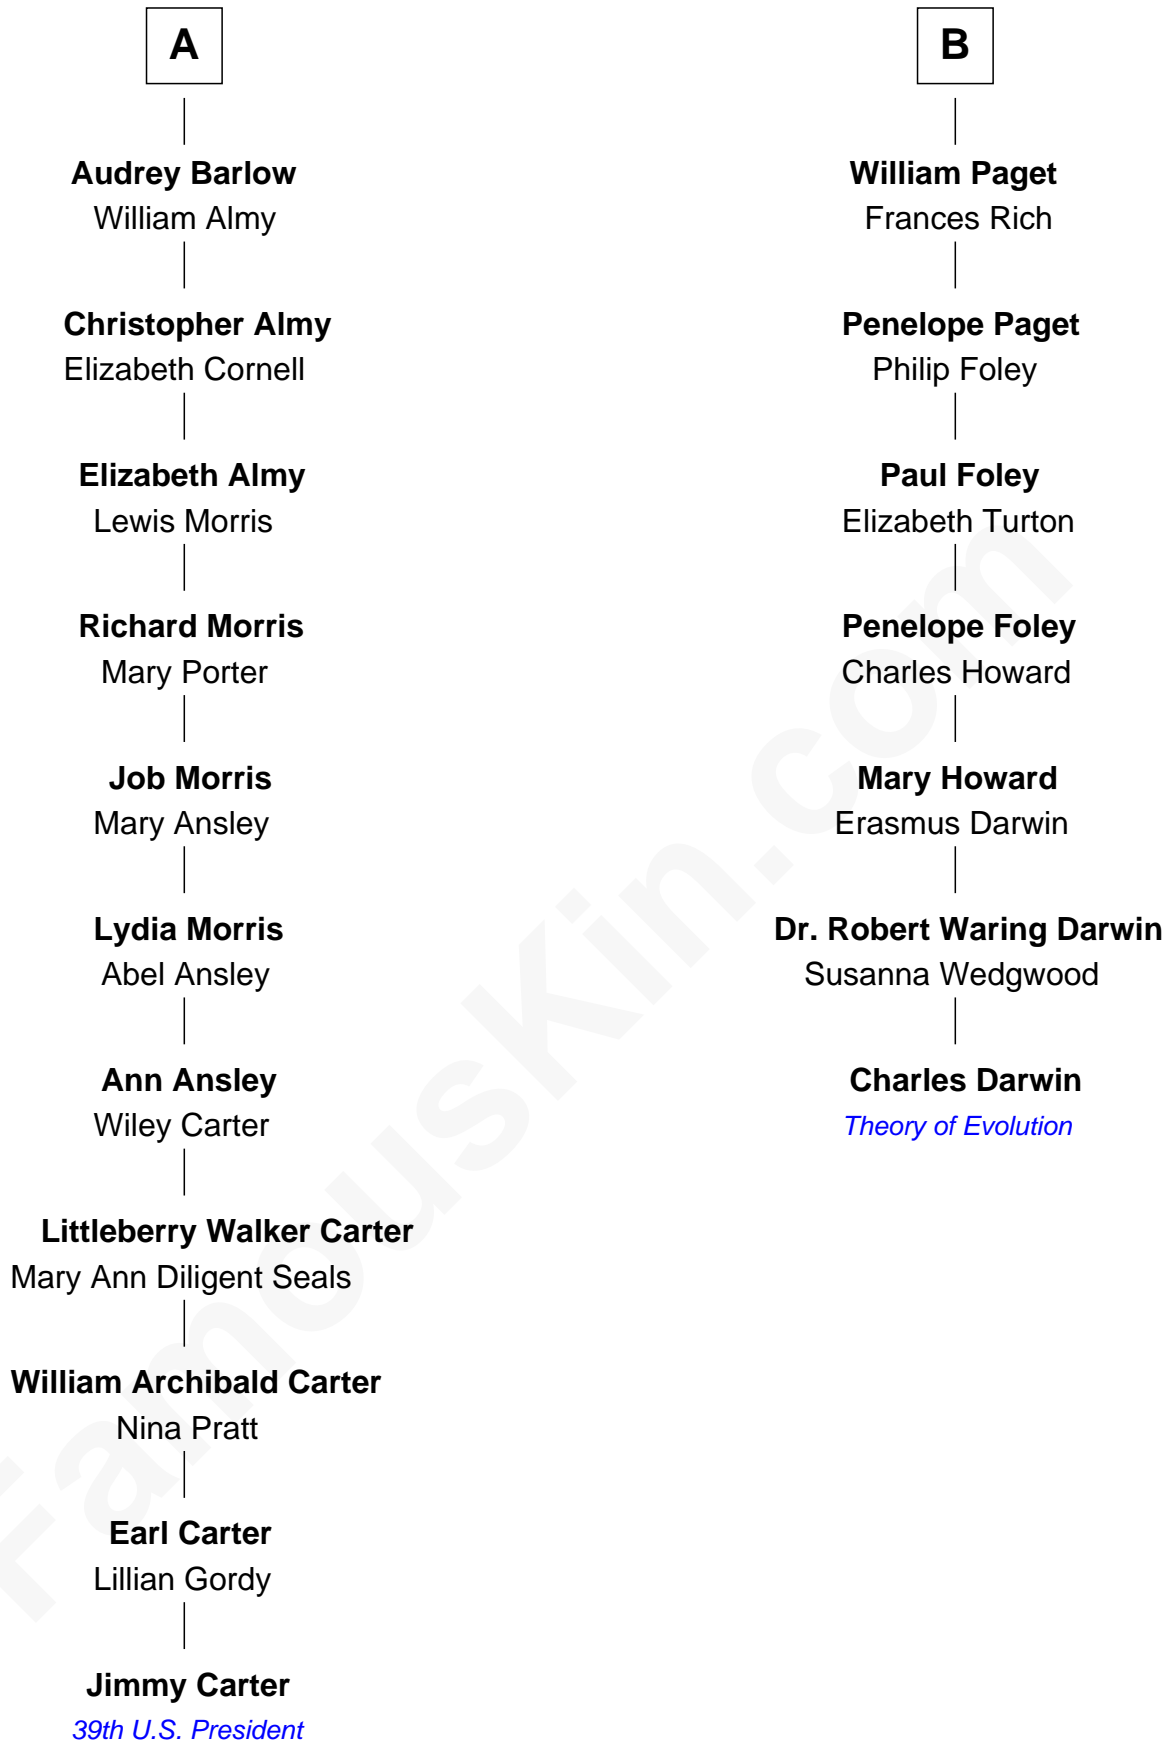 A
Audrey Barlow
William Almy
Christopher Almy
Elizabeth Cornell
Elizabeth Almy
Lewis Morris
Richard Morris
Mary Porter
Job Morris
Mary Ansley
Lydia Morris
Abel Ansley
Ann Ansley
Wiley Carter
Littleberry Walker Carter
Mary Ann Diligent Seals
William Archibald Carter
Nina Pratt
Earl Carter
Lillian Gordy
Jimmy Carter
39th U.S. President
B
William Paget
Frances Rich
Penelope Paget
Philip Foley
Paul Foley
Elizabeth Turton
Penelope Foley
Charles Howard
Mary Howard
Erasmus Darwin
Dr. Robert Waring Darwin
Susanna Wedgwood
Charles Darwin
Theory of Evolution
FamousKin.com